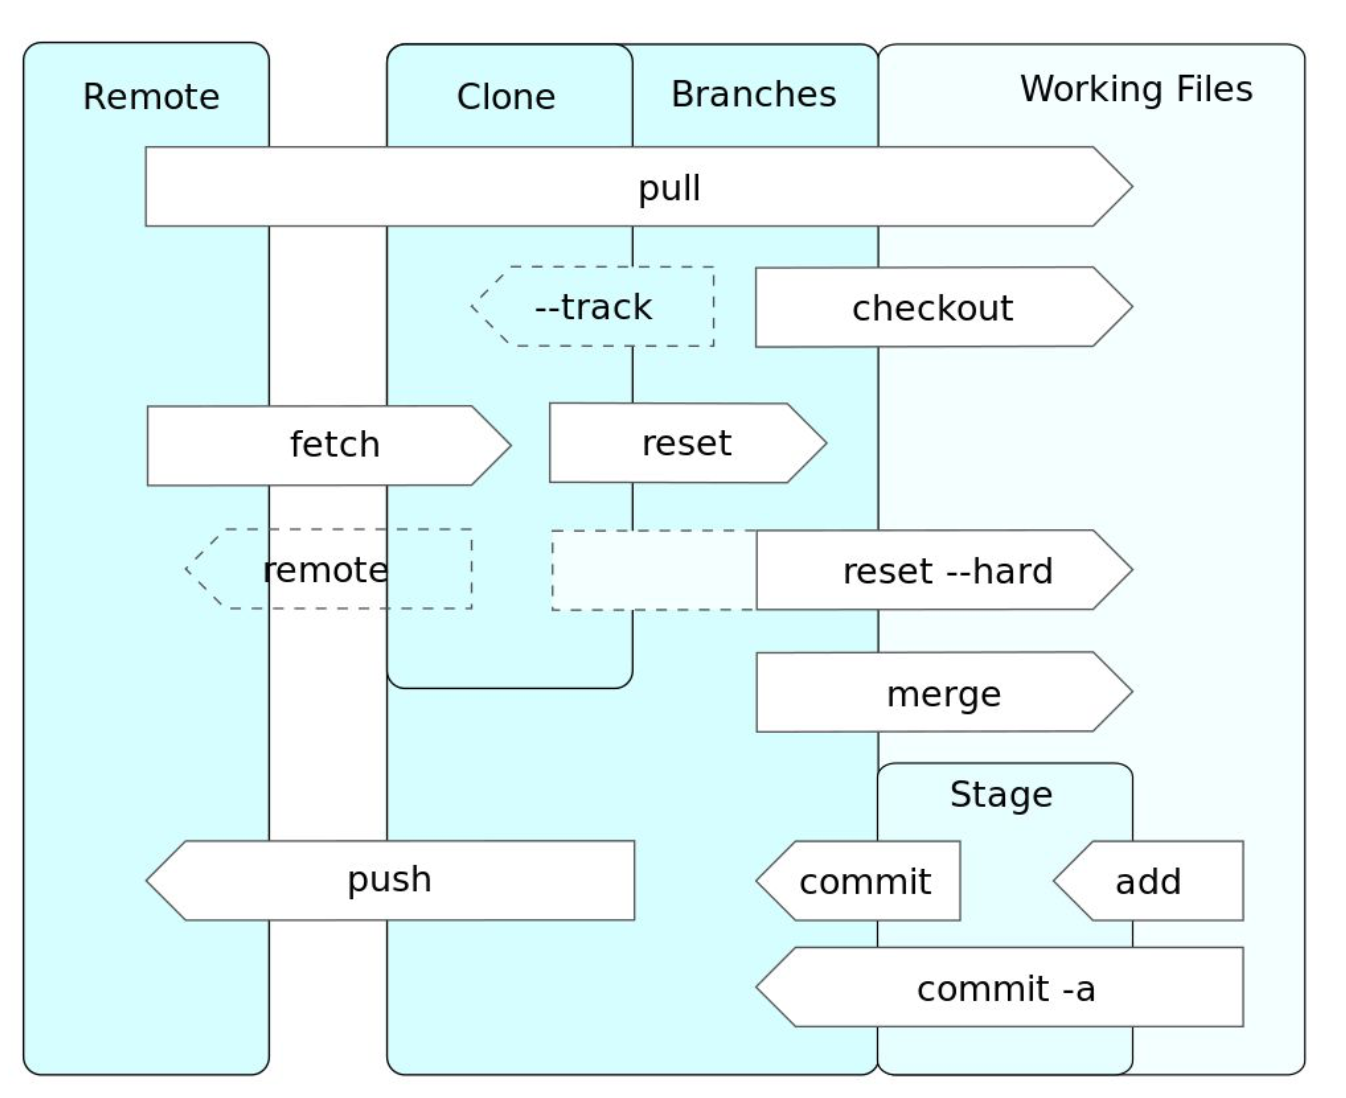 Remote
Clone
Branches
Working Files
pull
--track
checkout
fetch
reset
remote
reset --hard
merge
Stage
push
commit
add
commit -a